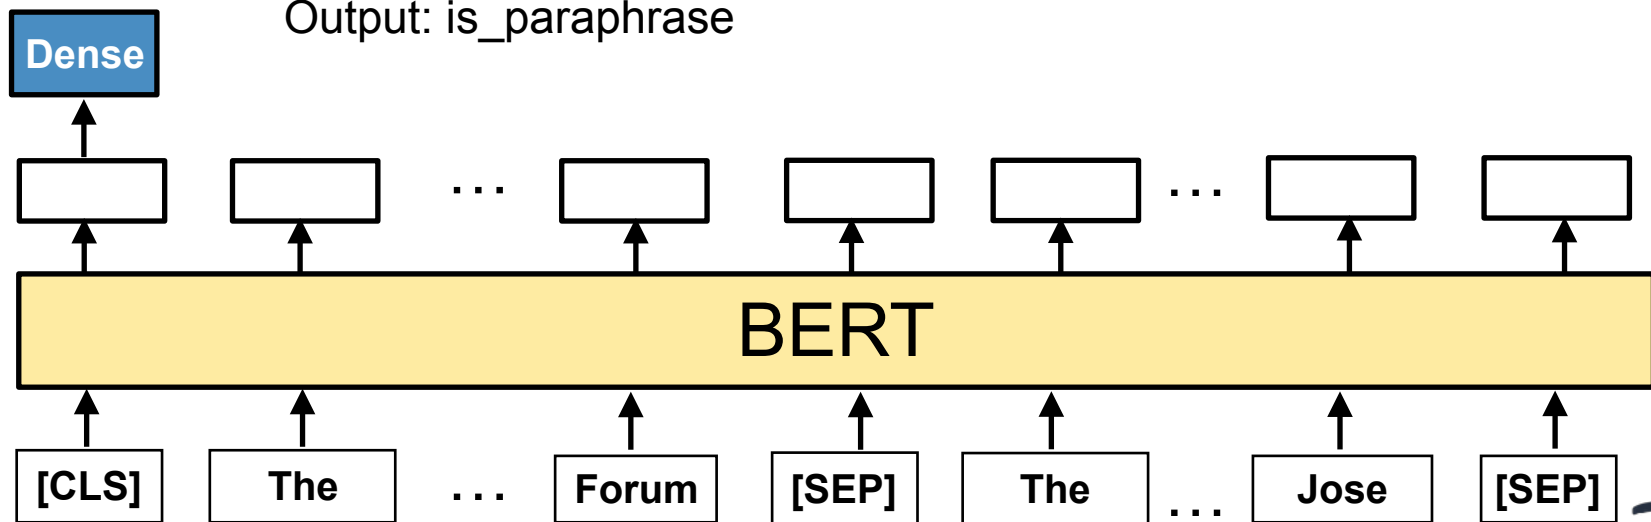 Output: is_paraphrase
Dense
... ...
BERT
[CLS] The ... Forum [SEP] The ... Jose [SEP]